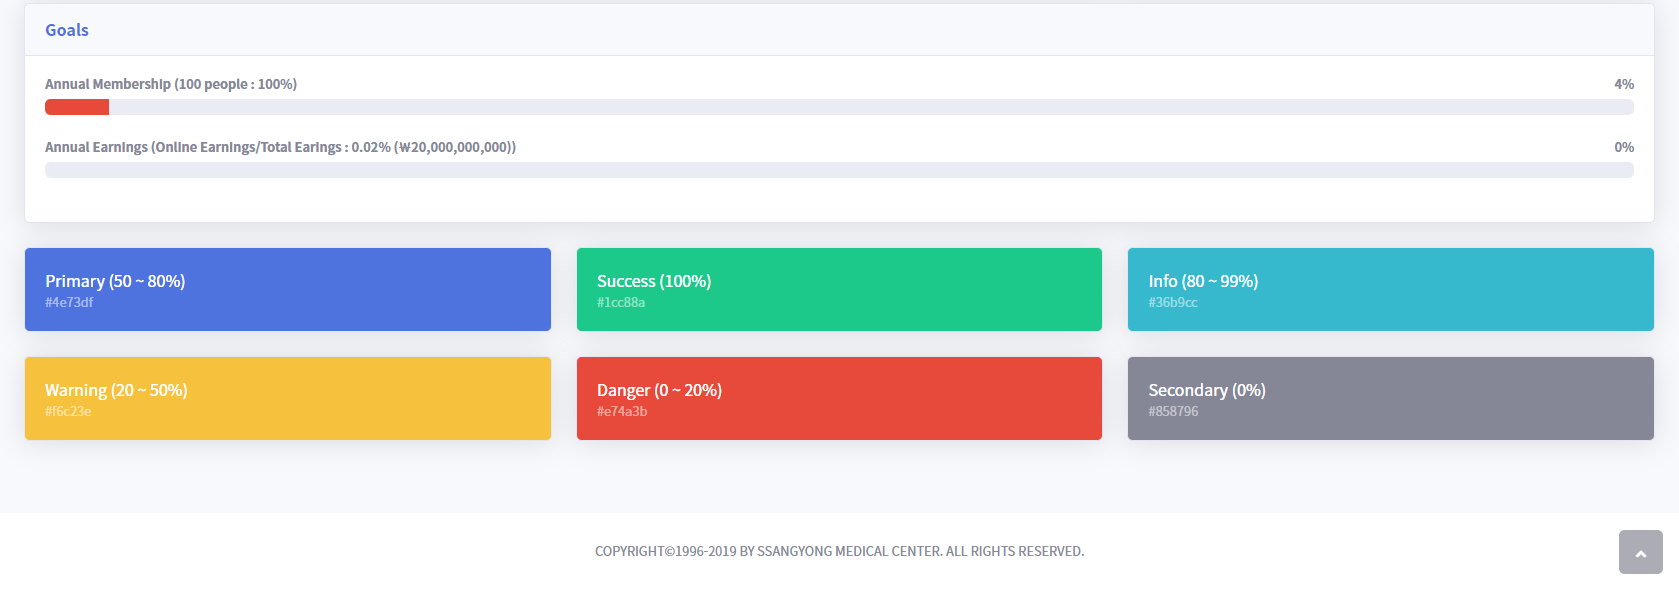 Goals
Annual Membership (100 people : 100%) 4%
Annual Earnings (Online Earnings/Total Earings : 0.02% (₩20,000,000,000)) 0%
Primary (50 ~ 80%)
#4e73df
Success (100%)
#1cc88a
Info (80 ~ 99%)
#36b9cc
Warning (20 ~ 50%)
#f6c23e
Danger (0 ~ 20%)
#e74a3b
Secondary (0%)
#858796
COPYRIGHT©1996-2019 BY SSANGYONG MEDICAL CENTER. ALL RIGHTS RESERVED.